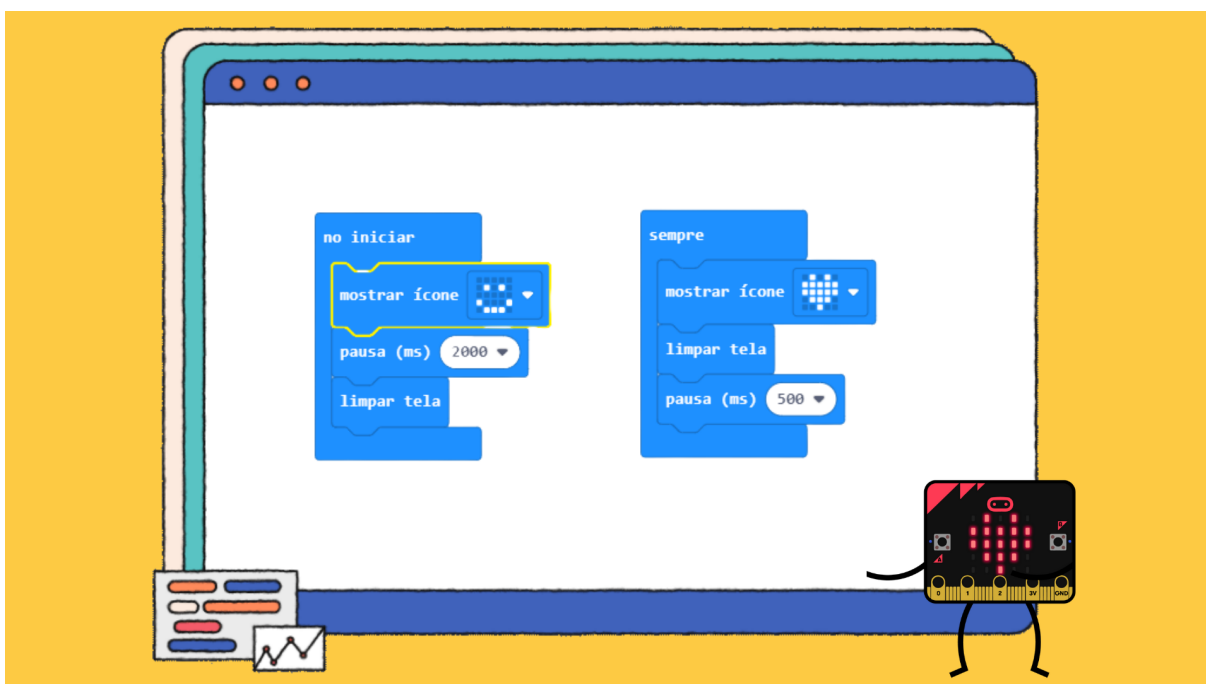 no iniciar
mostrar ícone
pausa (ms) 2000
limpar tela
sempre
mostrar ícone
limpar tela
pausa (ms) 500
0 1 2 3V GND